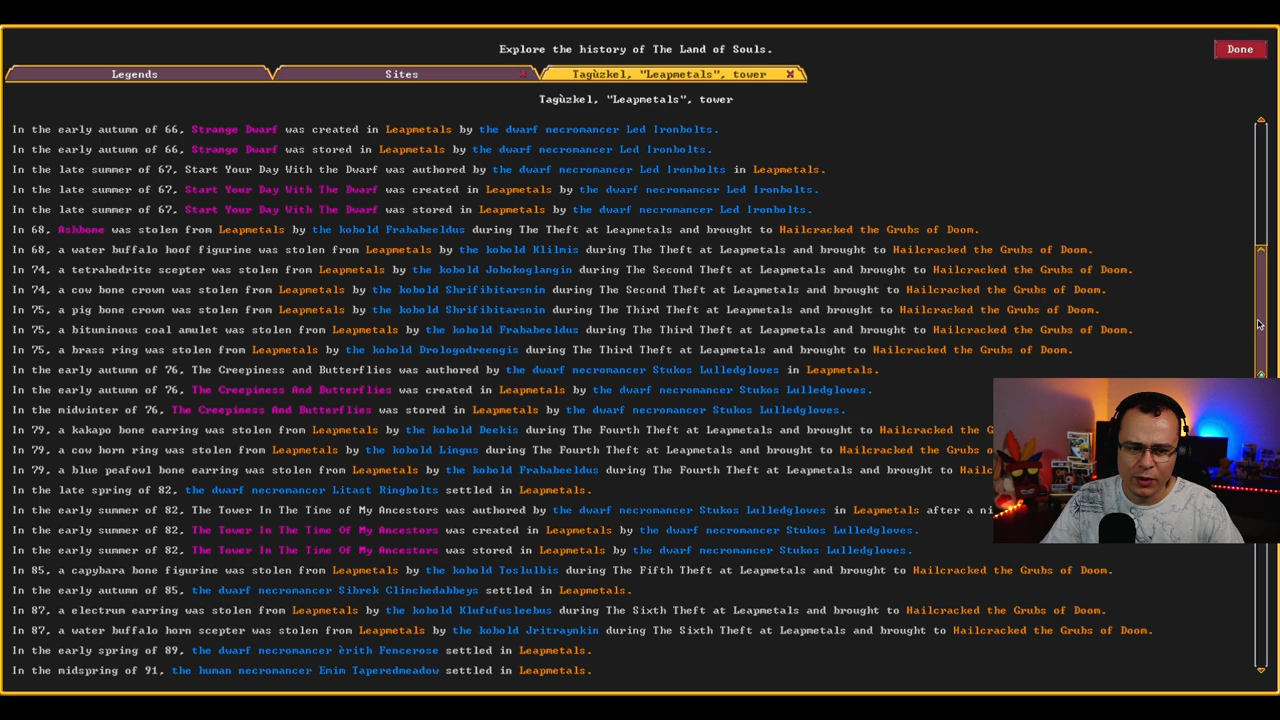 Explore the history of The Land of Souls.
Done
Legends
Sites
Tagùzkel, "Leapmetals", tower
Tagùzkel, "Leapmetals", tower
In the early autumn of 66, Strange Dwarf was created in Leapmetals by the dwarf necromancer Led Ironbolts.
In the early autumn of 66, Strange Dwarf was stored in Leapmetals by the dwarf necromancer Led Ironbolts.
In the late summer of 67, Start Your Day With the Dwarf was authored by the dwarf necromancer Led Ironbolts in Leapmetals.
In the late summer of 67, Start Your Day With The Dwarf was created in Leapmetals by the dwarf necromancer Led Ironbolts.
In the late summer of 67, Start Your Day With The Dwarf was stored in Leapmetals by the dwarf necromancer Led Ironbolts.
In 68, Ashbone was stolen from Leapmetals by the kobold Frababeeldus during The Theft at Leapmetals and brought to Hailcracked the Grubs of Doom.
In 68, a water buffalo hoof figurine was stolen from Leapmetals by the kobold Klilmis during The Theft at Leapmetals and brought to Hailcracked the Grubs of Doom.
In 74, a tetrahedrite scepter was stolen from Leapmetals by the kobold Jobokoglangin during The Second Theft at Leapmetals and brought to Hailcracked the Grubs of Doom.
In 74, a cow bone crown was stolen from Leapmetals by the kobold Shrifibitarsnin during The Second Theft at Leapmetals and brought to Hailcracked the Grubs of Doom.
In 75, a pig bone crown was stolen from Leapmetals by the kobold Shrifibitarsnin during The Third Theft at Leapmetals and brought to Hailcracked the Grubs of Doom.
In 75, a bituminous coal amulet was stolen from Leapmetals by the kobold Frababeeldus during The Third Theft at Leapmetals and brought to Hailcracked the Grubs of Doom.
In 75, a brass ring was stolen from Leapmetals by the kobold Drologodreengis during The Third Theft at Leapmetals and brought to Hailcracked the Grubs of Doom.
In the early autumn of 76, The Creepiness and Butterflies was authored by the dwarf necromancer Stukos Lulledgloves in Leapmetals.
In the early autumn of 76, The Creepiness And Butterflies was created in Leapmetals by the dwarf necromancer Stukos Lulledgloves.
In the midwinter of 76, The Creepiness And Butterflies was stored in Leapmetals by the dwarf necromancer Stukos Lulledgloves.
In 79, a kakapo bone earring was stolen from Leapmetals by the kobold Deekis during The Fourth Theft at Leapmetals and brought to Hailcracked the G
In 79, a cow horn ring was stolen from Leapmetals by the kobold Lingus during The Fourth Theft at Leapmetals and brought to Hailcracked the Grubs o
In 79, a blue peafowl bone earring was stolen from Leapmetals by the kobold Frababeeldus during The Fourth Theft at Leapmetals and brought to Hailc
In the late spring of 82, the dwarf necromancer Litast Ringbolts settled in Leapmetals.
In the early summer of 82, The Tower In The Time of My Ancestors was authored by the dwarf necromancer Stukos Lulledgloves in Leapmetals after a ni
In the early summer of 82, The Tower In The Time Of My Ancestors was created in Leapmetals by the dwarf necromancer Stukos Lulledgloves.
In the early summer of 82, The Tower In The Time Of My Ancestors was stored in Leapmetals by the dwarf necromancer Stukos Lulledgloves.
In 85, a capybara bone figurine was stolen from Leapmetals by the kobold Toslulbis during The Fifth Theft at Leapmetals and brought to Hailcracked the Grubs of Doom.
In the early autumn of 85, the dwarf necromancer Sibrek Clinchedabbeys settled in Leapmetals.
In 87, a electrum earring was stolen from Leapmetals by the kobold Klufufusleebus during The Sixth Theft at Leapmetals and brought to Hailcracked the Grubs of Doom.
In 87, a water buffalo horn scepter was stolen from Leapmetals by the kobold Jritraynkin during The Sixth Theft at Leapmetals and brought to Hailcracked the Grubs of Doom.
In the early spring of 89, the dwarf necromancer èrith Fencerose settled in Leapmetals.
In the midspring of 91, the human necromancer Emim Taperedmeadow settled in Leapmetals.